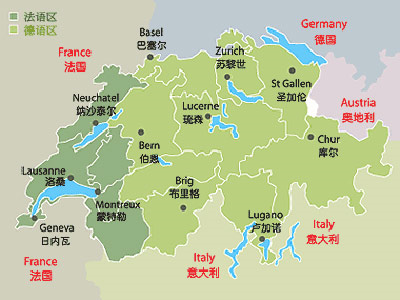 法语区
德语区
Basel
巴塞尔
Germany
德国
France
法国
Zurich
苏黎世
St Gallen
圣加伦
Neuchatel
纳沙泰尔
Lucerne
琉森
Austria
奥地利
Bern
伯恩
Chur
库尔
Lausanne
洛桑
Brig
布里格
Montreux
蒙特勒
Geneva
日内瓦
Lugano
卢加诺
Italy
意大利
Italy
意大利
France
法国